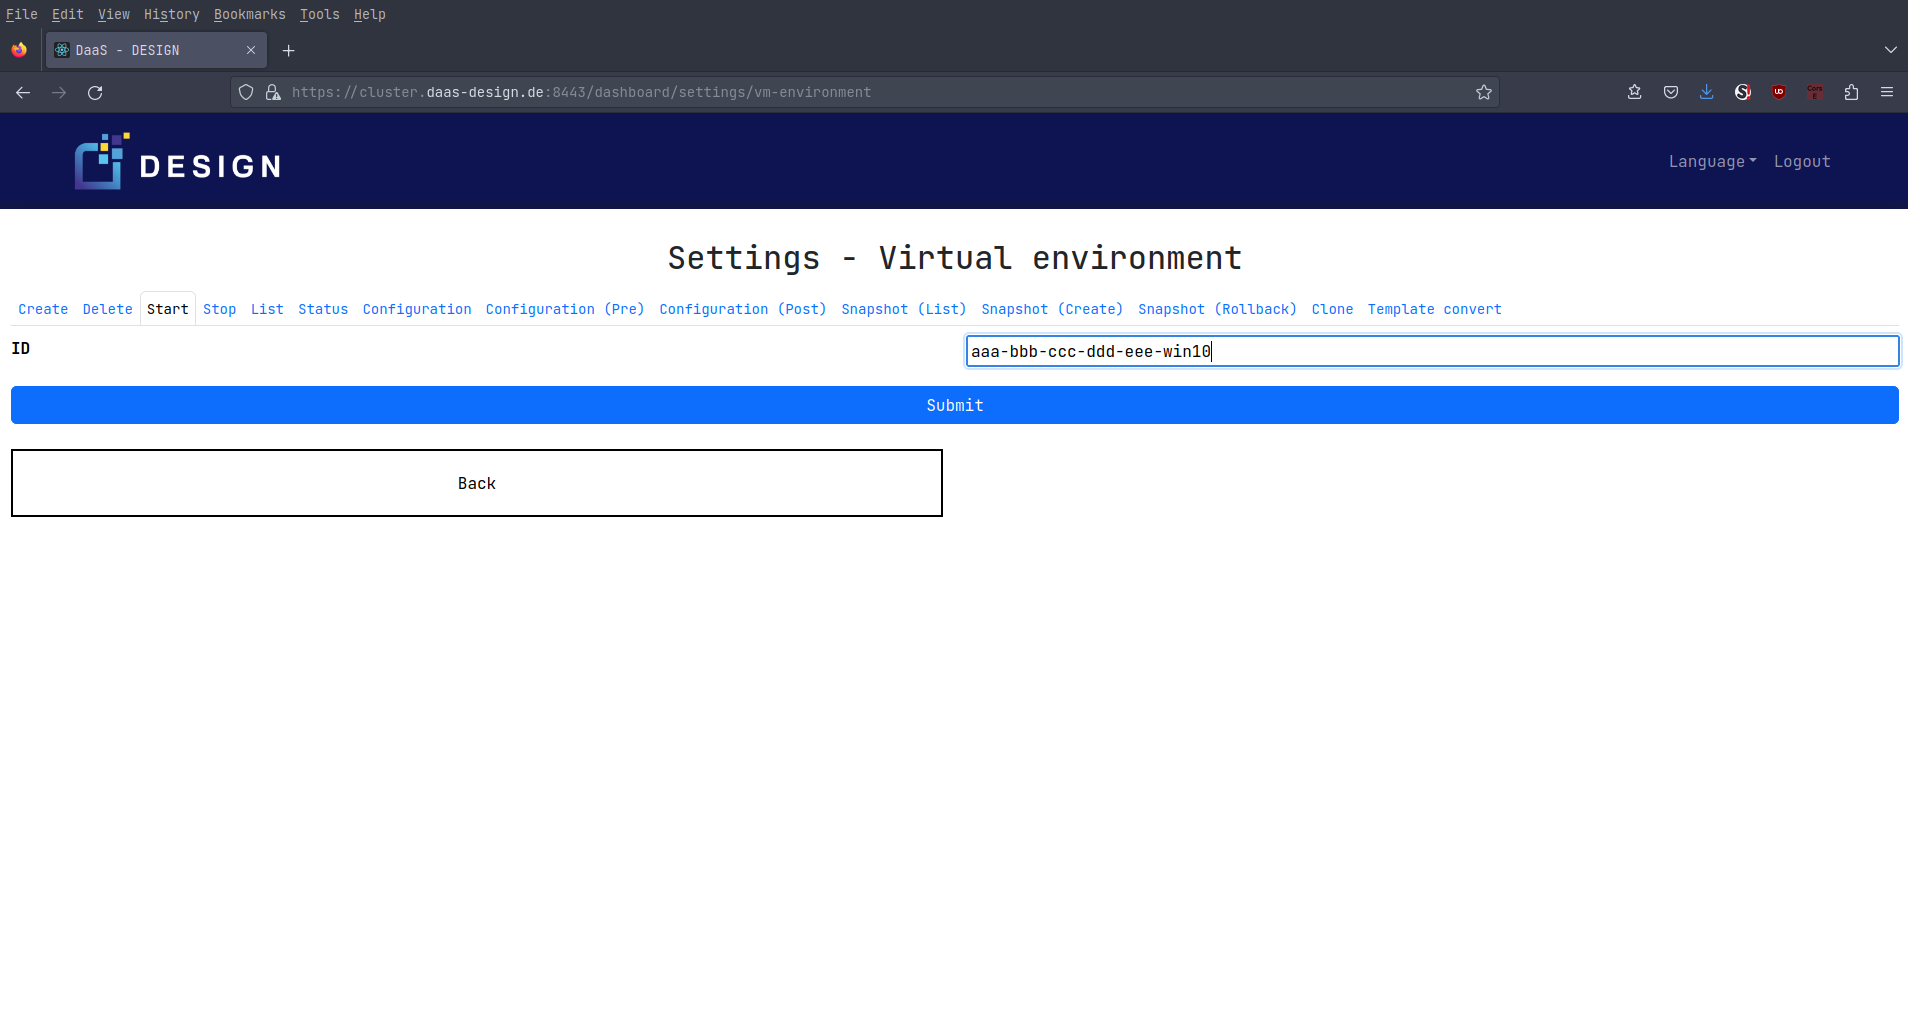 File Edit View History Bookmarks Tools Help
DaaS - DESIGN
https://cluster.daas-design.de:8443/dashboard/settings/vm-environment
DESIGN
Language Logout
Settings - Virtual environment
Create Delete Start Stop List Status Configuration Configuration (Pre) Configuration (Post) Snapshot (List) Snapshot (Create) Snapshot (Rollback) Clone Template convert
ID aaa-bbb-ccc-ddd-eee-win10
Submit
Back